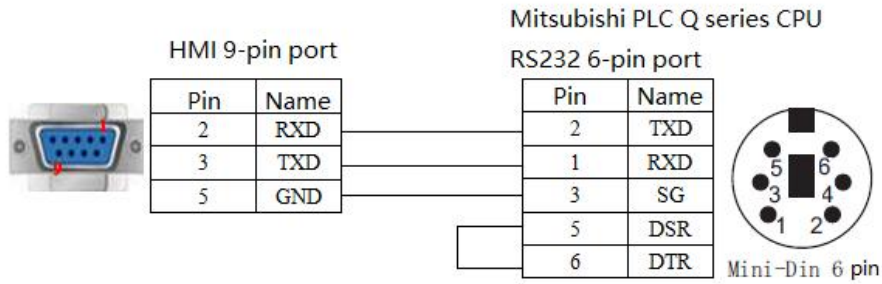 Mitsubishi PLC Q series CPU
HMI 9-pin port
RS232 6-pin port
Pin Name
2 RXD
3 TXD
5 GND
Pin Name
2 TXD
1 RXD
3 SG
5 DSR
6 DTR
1
9
5 6
3 4
1 2
Mini-Din 6 pin